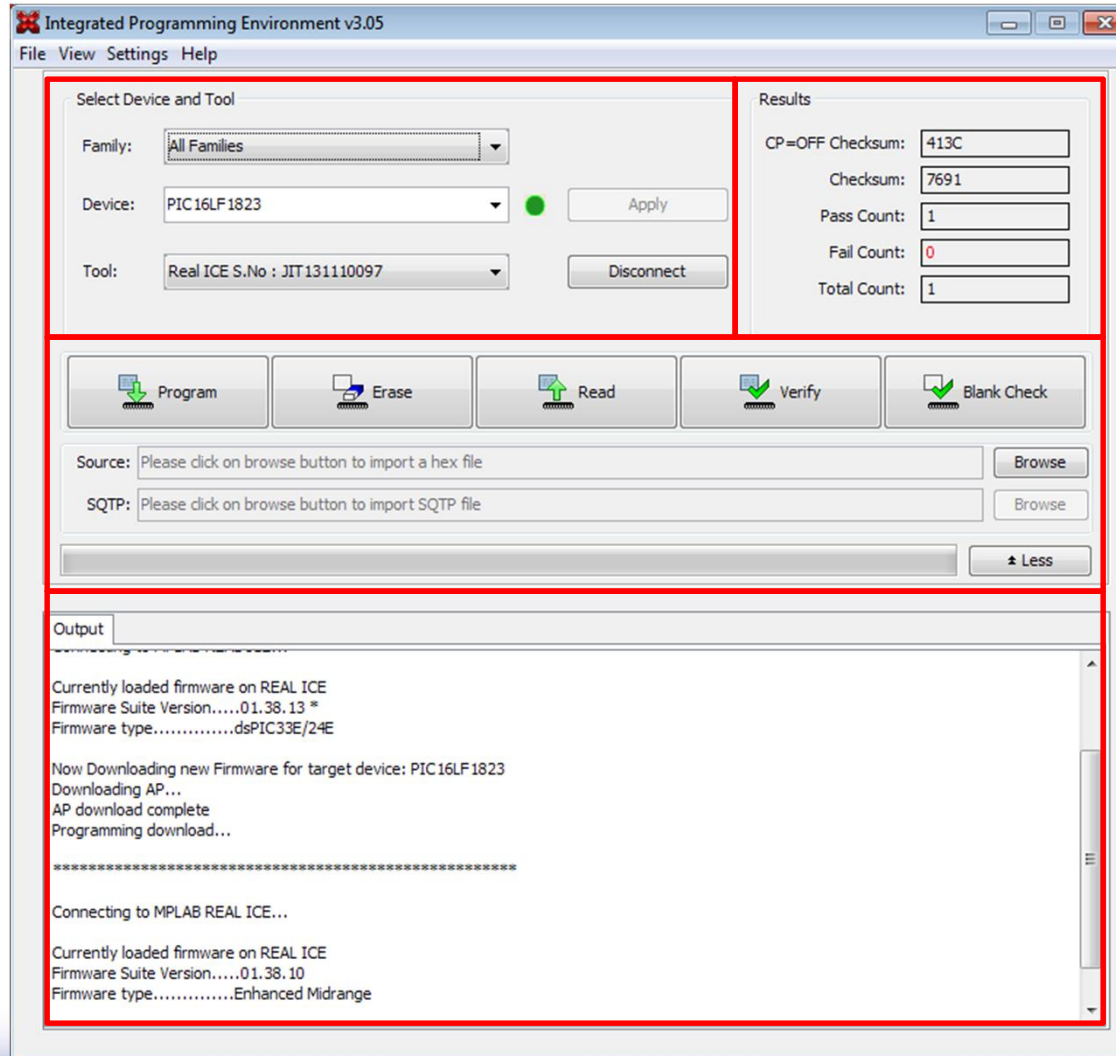 Integrated Programming Environment v3.05
File View Settings Help
Select Device and Tool
Family: All Families
Device: PIC16LF1823 Apply
Tool: Real ICE S.No : JIT131110097 Disconnect
Results
CP=OFF Checksum: 413C
Checksum: 7691
Pass Count: 1
Fail Count: 0
Total Count: 1
Program Erase Read Verify Blank Check
Source: Please click on browse button to import a hex file Browse
SQTP: Please click on browse button to import SQTP file Browse
Less
Output
Currently loaded firmware on REAL ICE
Firmware Suite Version.....01.38.13 *
Firmware type..............dsPIC33E/24E
Now Downloading new Firmware for target device: PIC16LF1823
Downloading AP...
AP download complete
Programming download...
*****************************************************
Connecting to MPLAB REAL ICE...
Currently loaded firmware on REAL ICE
Firmware Suite Version.....01.38.10
Firmware type..............Enhanced Midrange